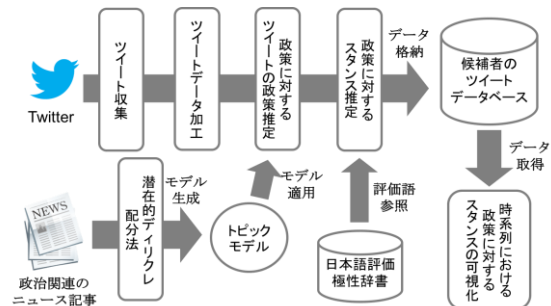 Twitter
ツイート収集
ツイートデータ加工
政策に対する
ツイートの政策推定
政策に対する
スタンス推定
データ
格納
候補者の
ツイート
データベース
データ
取得
時系列における
政策に対する
スタンスの可視化
NEWS
政治関連の
ニュース記事
潜在的ディリクレ
配分法
モデル
生成
トピック
モデル
モデル
適用
評価語
参照
日本語評価
極性辞書